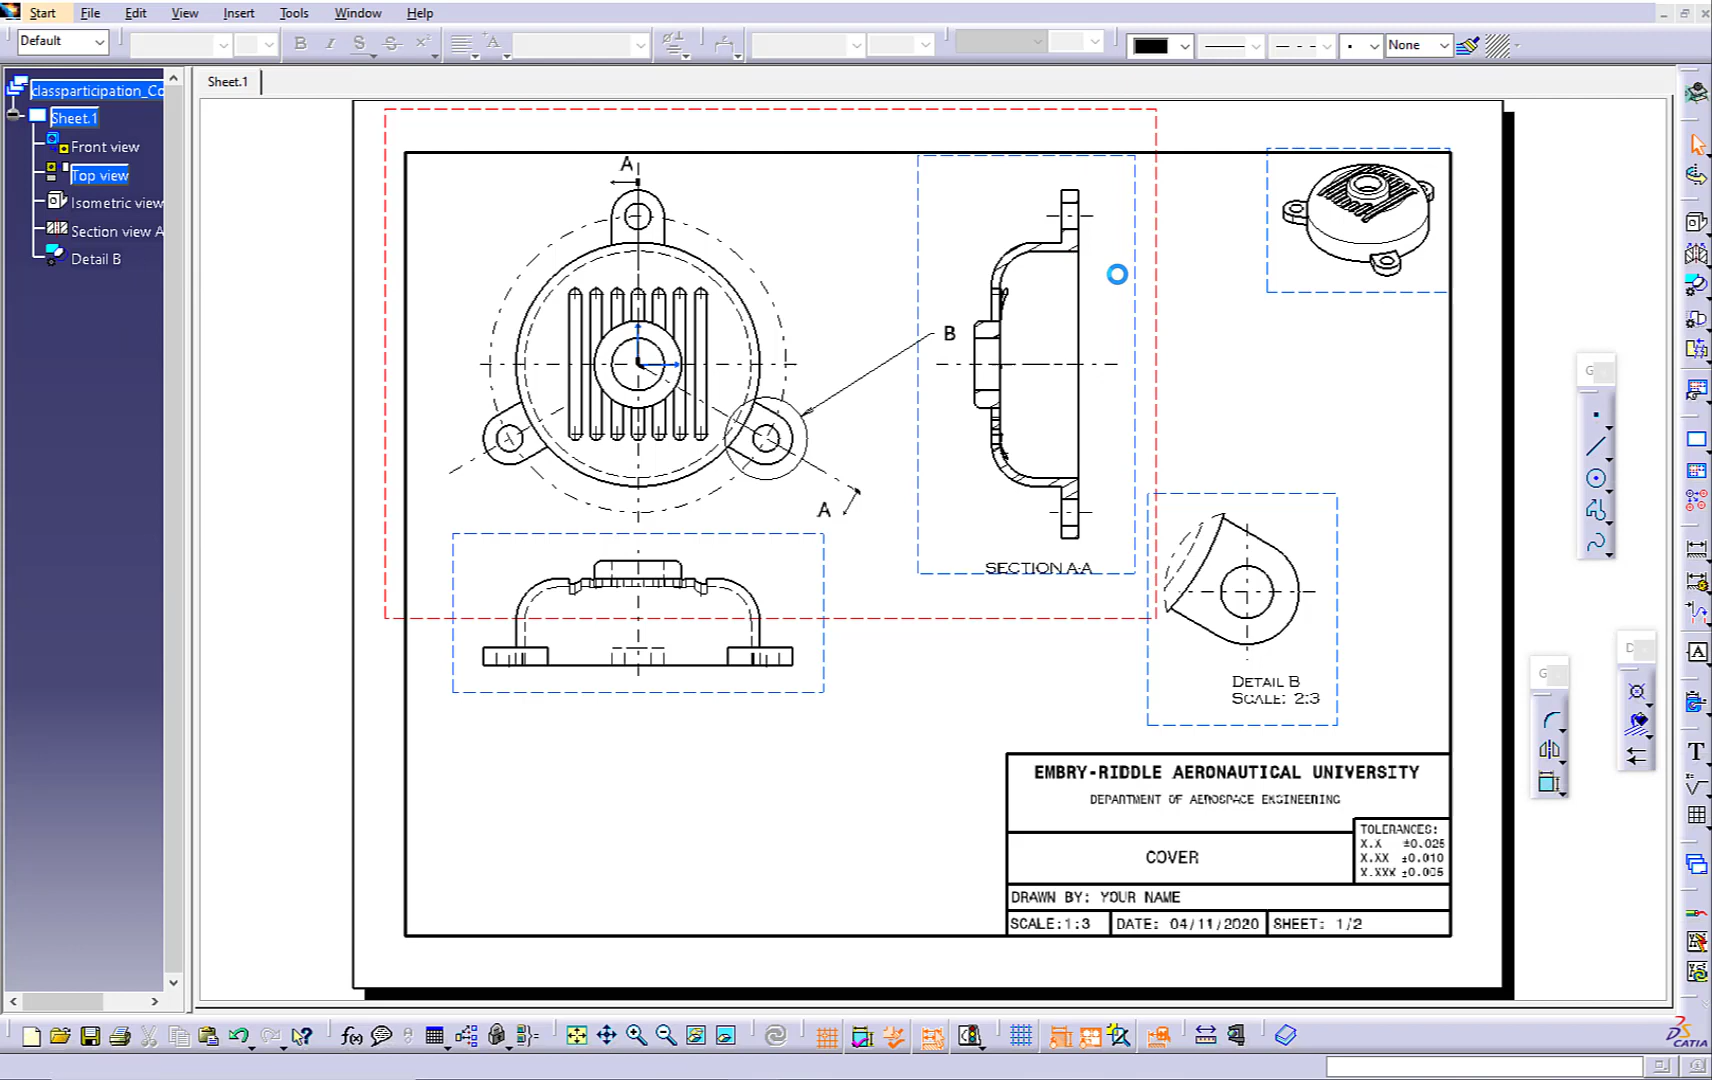 Start File Edit View Insert Tools Window Help
Default
None
Sheet.1
classparticipation_Co
Sheet.1
Front view
Top view
Isometric view
Section view A
Detail B
A
B
A
SECTION A-A
DETAIL B
SCALE: 2:3
EMBRY-RIDDLE AERONAUTICAL UNIVERSITY
DEPARTMENT OF AEROSPACE ENGINEERING
COVER
TOLERANCES:
X.X ±0.025
X.XX ±0.010
X.XXX ±0.005
DRAWN BY: YOUR NAME
SCALE:1:3 DATE: 04/11/2020 SHEET: 1/2
G
G
D
CATIA